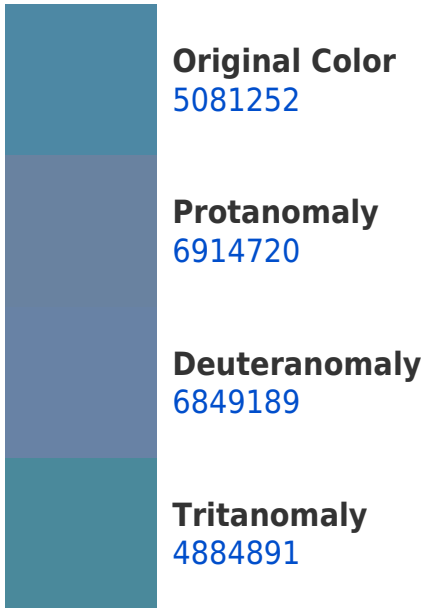 Original Color
5081252
Protanomaly
6914720
Deuteranomaly
6849189
Tritanomaly
4884891